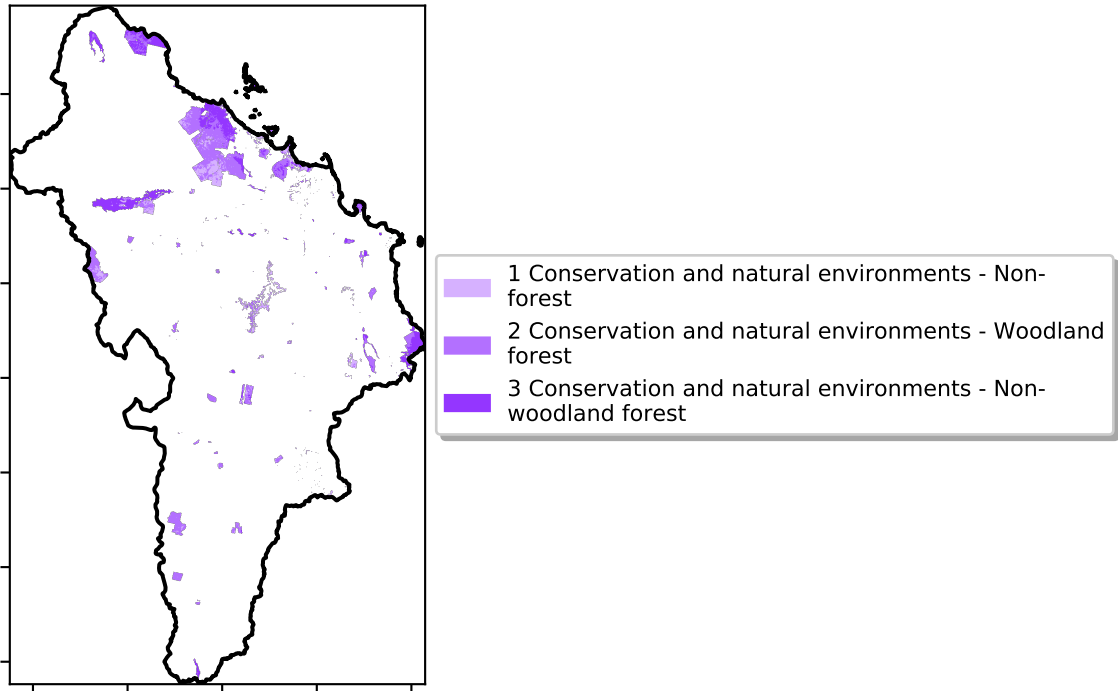 1 Conservation and natural environments - Non-
forest
2 Conservation and natural environments - Woodland
forest
3 Conservation and natural environments - Non-
woodland forest